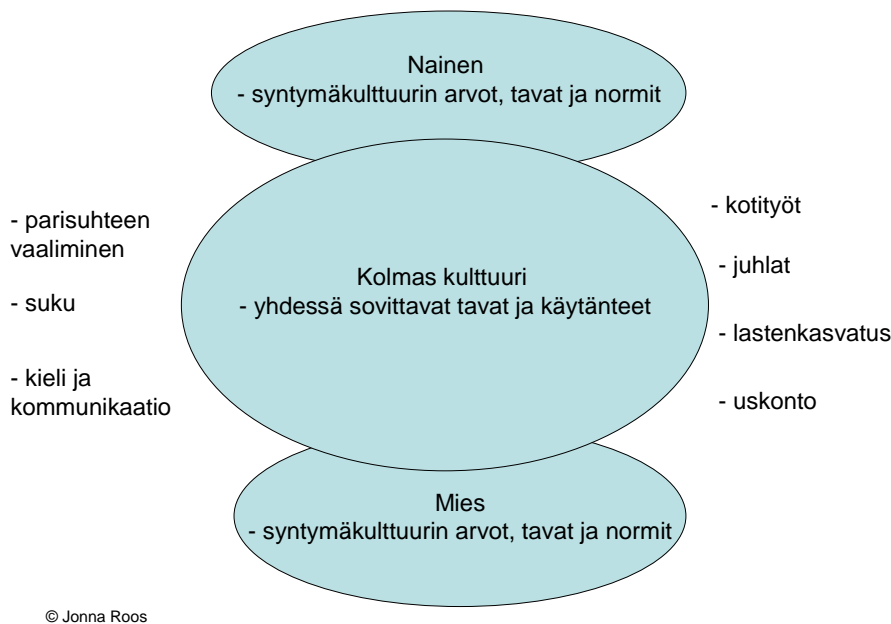 Nainen
- syntymäkulttuurin arvot, tavat ja normit
- parisuhteen
vaaliminen
- suku
- kieli ja
kommunikaatio
Kolmas kulttuuri
- yhdessä sovittavat tavat ja käytänteet
- kotityöt
- juhlat
- lastenkasvatus
- uskonto
Mies
- syntymäkulttuurin arvot, tavat ja normit
© Jonna Roos